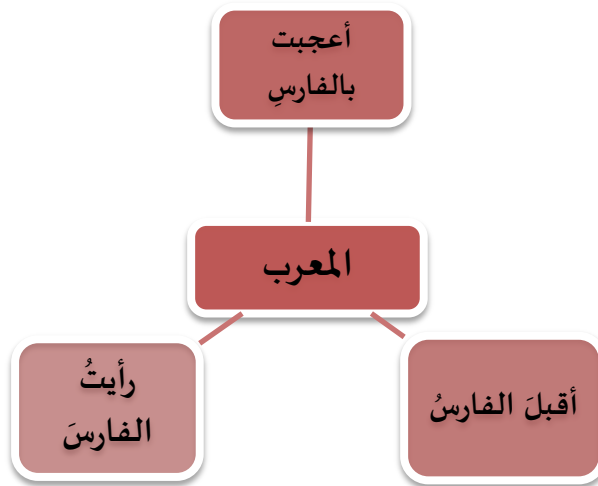 أعجبت
بالفارسِ
المعرب
أقبلَ الفارسُ
رأيتُ
الفارسَ